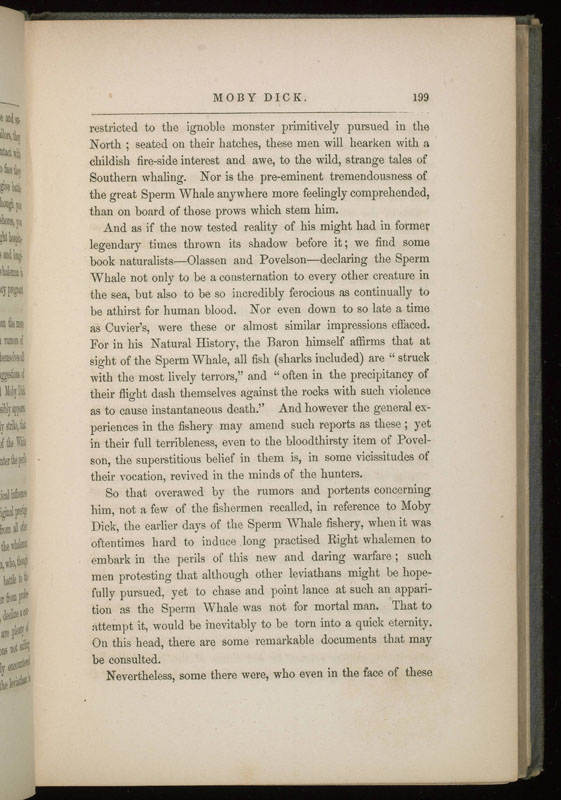 MOBY DICK. 199
restricted to the ignoble monster primitively pursued in the
North ; seated on their hatches, these men will hearken with a
childish fire-side interest and awe, to the wild, strange tales of
Southern whaling. Nor is the pre-eminent tremendousness of
the great Sperm Whale anywhere more feelingly comprehended,
than on board of those prows which stem him.
And as if the now tested reality of his might had in former
legendary times thrown its shadow before it ; we find some
book naturalists—Olassen and Povelson—declaring the Sperm
Whale not only to be a consternation to every other creature in
the sea, but also to be so incredibly ferocious as continually to
be athirst for human blood. Nor even down to so late a time
as Cuvier's, were these or almost similar impressions effaced.
For in his Natural History, the Baron himself affirms that at
sight of the Sperm Whale, all fish (sharks included) are “ struck
with the most lively terrors,” and “ often in the precipitancy of
their flight dash themselves against the rocks with such violence
as to cause instantaneous death.” And however the general ex-
periences in the fishery may amend such reports as these ; yet
in their full terribleness, even to the bloodthirsty item of Povel-
son, the superstitious belief in them is, in some vicissitudes of
their vocation, revived in the minds of the hunters.
So that overawed by the rumors and portents concerning
him, not a few of the fishermen recalled, in reference to Moby
Dick, the earlier days of the Sperm Whale fishery, when it was
oftentimes hard to induce long practised Right whalemen to
embark in the perils of this new and daring warfare ; such
men protesting that although other leviathans might be hope-
fully pursued, yet to chase and point lance at such an appari-
tion as the Sperm Whale was not for mortal man. That to
attempt it, would be inevitably to be torn into a quick eternity.
On this head, there are some remarkable documents that may
be consulted.
Nevertheless, some there were, who even in the face of these